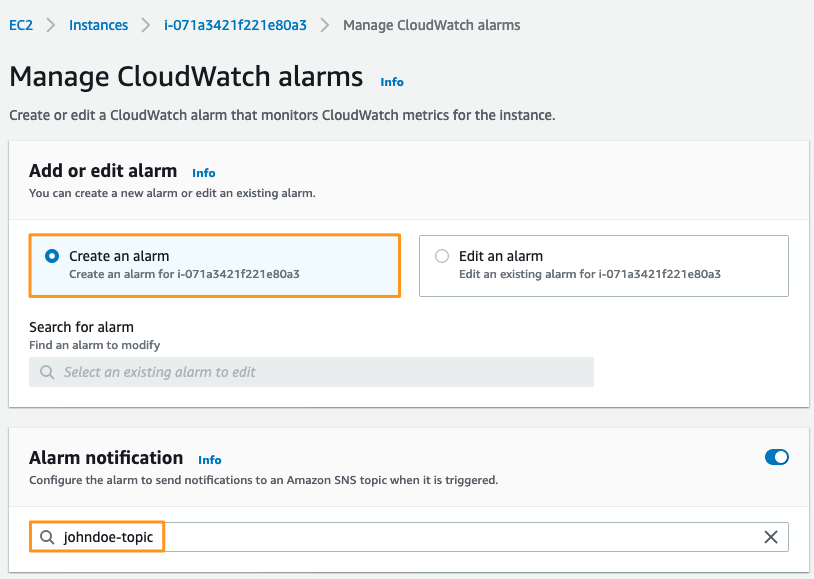 EC2 > Instances > i-071a3421f221e80a3 > Manage CloudWatch alarms
Manage CloudWatch alarms Info
Create or edit a CloudWatch alarm that monitors CloudWatch metrics for the instance.
Add or edit alarm Info
You can create a new alarm or edit an existing alarm.
Create an alarm
Create an alarm for i-071a3421f221e80a3
Edit an alarm
Edit an existing alarm for i-071a3421f221e80a3
Search for alarm
Find an alarm to modify
Select an existing alarm to edit
Alarm notification Info
Configure the alarm to send notifications to an Amazon SNS topic when it is triggered.
johndoe-topic